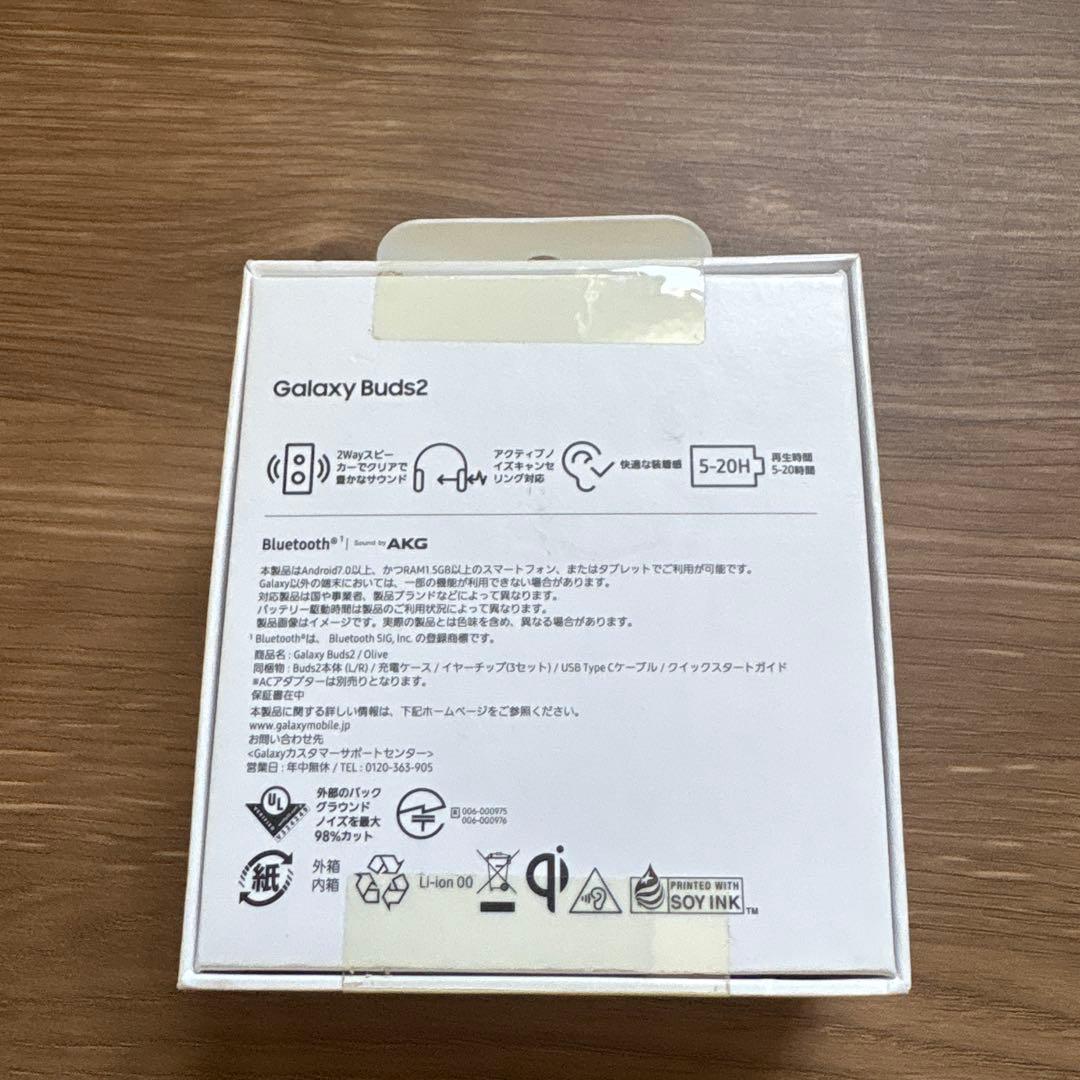 Galaxy Buds2
2Wayスピー
カーでクリアで
豊かなサウンド
アクティブノ
イズキャンセ
リング対応
快適な装着感
5-20H
再生時間
5-20時間
Bluetooth®¹ | Sound by AKG
本製品はAndroid7.0以上、かつRAM1.5GB以上のスマートフォン、またはタブレットでご利用が可能です。
Galaxy以外の端末においては、一部の機能が利用できない場合があります。
対応製品は国や事業者、製品ブランドなどによって異なります。
バッテリー駆動時間は製品のご利用状況によって異なります。
製品画像はイメージです。実際の製品とは色味を含め、異なる場合があります。
¹ Bluetooth®は、Bluetooth SIG, Inc. の登録商標です。
商品名 : Galaxy Buds2 / Olive
同梱物 : Buds2本体 (L/R) / 充電ケース / イヤーチップ(3セット) / USB Type Cケーブル / クイックスタートガイド
※ACアダプターは別売りとなります。
保証書在中
本製品に関する詳しい情報は、下記ホームページをご参照ください。
www.galaxymobile.jp
お問い合わせ先
<Galaxyカスタマーサポートセンター>
営業日 : 年中無休 / TEL : 0120-363-905
UL
外部のバック
グラウンド
ノイズを最大
98%カット
R 006-000975
006-000976
紙
外箱
内箱
Li-ion 00
qi
PRINTED WITH
SOY INK TM